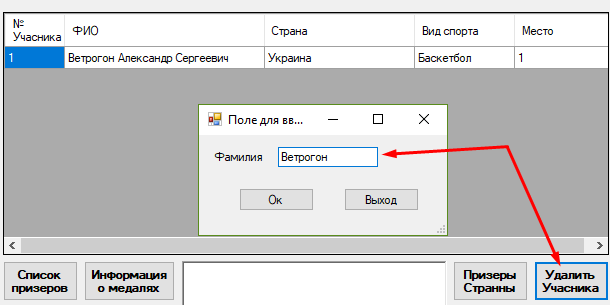 №
Учасника
ФИО
Страна
Вид спорта
Место
1
Ветрогон Александр Сергеевич
Украина
Баскетбол
1
Поле для вв...
Фамилия
Ветрогон
Ок
Выход
Список
призеров
Информация
о медалях
Призеры
Странны
Удалить
Учасника